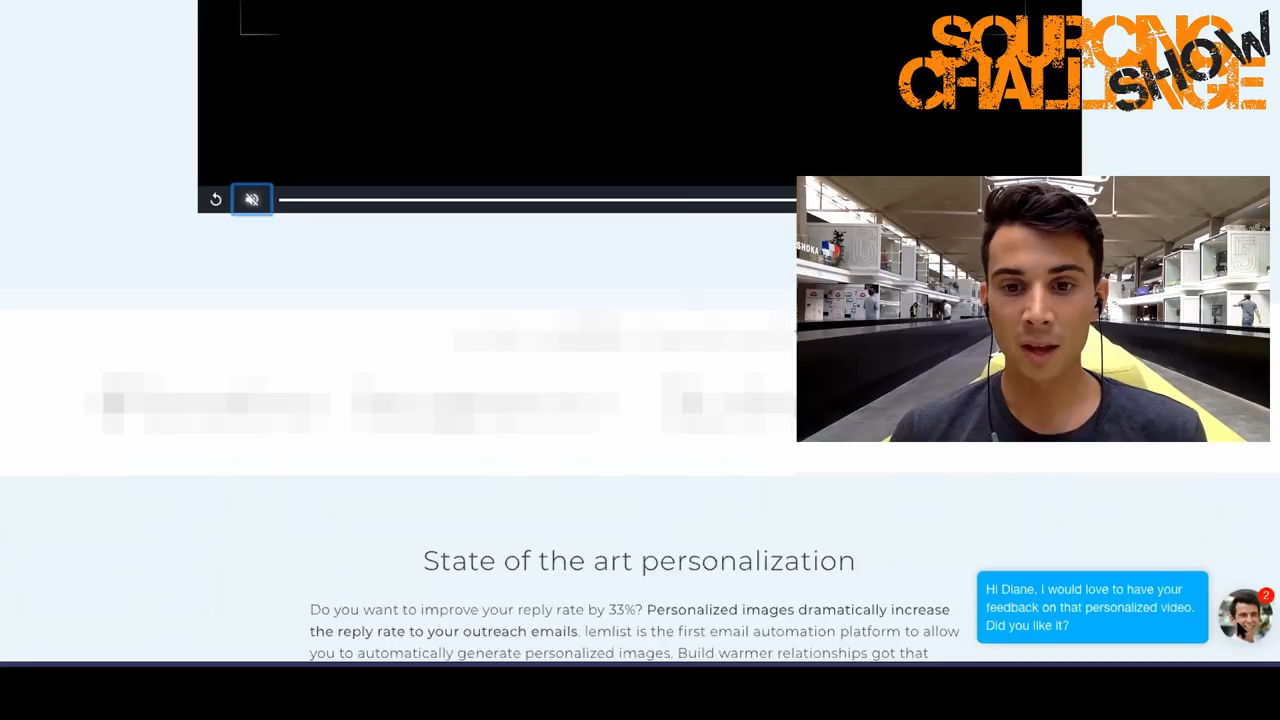 SOURCING
CHALLENGE
SHOW
SHOKA
State of the art personalization
Do you want to improve your reply rate by 33%? Personalized images dramatically increase
the reply rate to your outreach emails. lemlist is the first email automation platform to allow
you to automatically generate personalized images. Build warmer relationships got that
Hi Diane, I would love to have your
feedback on that personalized video.
Did you like it?
2